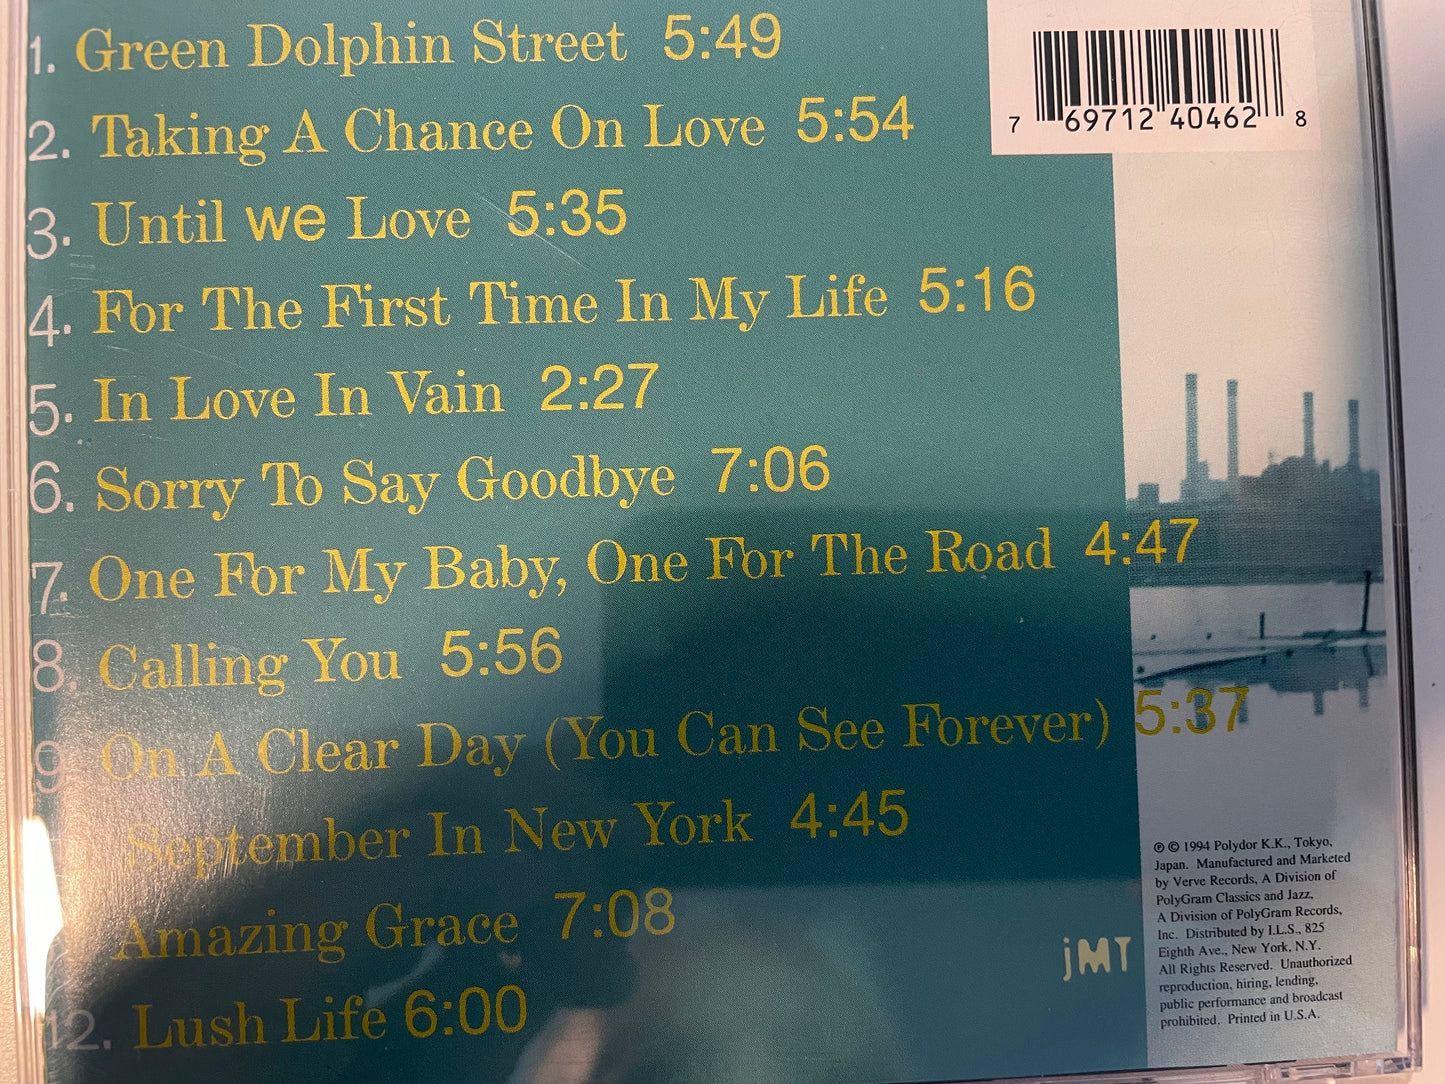 1. Green Dolphin Street 5:49
2. Taking A Chance On Love 5:54
3. Until we Love 5:35
4. For The First Time In My Life 5:16
5. In Love In Vain 2:27
6. Sorry To Say Goodbye 7:06
7. One For My Baby, One For The Road 4:47
8. Calling You 5:56
9 On A Clear Day (You Can See Forever) 5:37
September In New York 4:45
Amazing Grace 7:08
12. Lush Life 6:00
7 69712 40462 8
jMT
℗ © 1994 Polydor K.K., Tokyo,
Japan. Manufactured and Marketed
by Verve Records, A Division of
PolyGram Classics and Jazz,
A Division of PolyGram Records,
Inc. Distributed by I.L.S., 825
Eighth Ave., New York, N.Y.
All Rights Reserved. Unauthorized
reproduction, hiring, lending,
public performance and broadcast
prohibited. Printed in U.S.A.